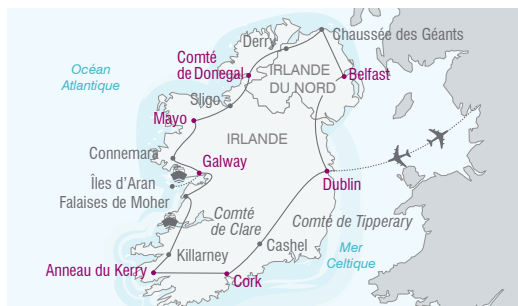 Chaussée des Géants
Derry
Comté
de Donegal
Océan
Atlantique
IRLANDE
DU NORD
Belfast
Sligo
Mayo
IRLANDE
Connemara
Galway
Îles d'Aran
Falaises de Moher
Dublin
Comté
de Clare
Comté de Tipperary
Cashel
Mer
Celtique
Killarney
Anneau du Kerry
Cork